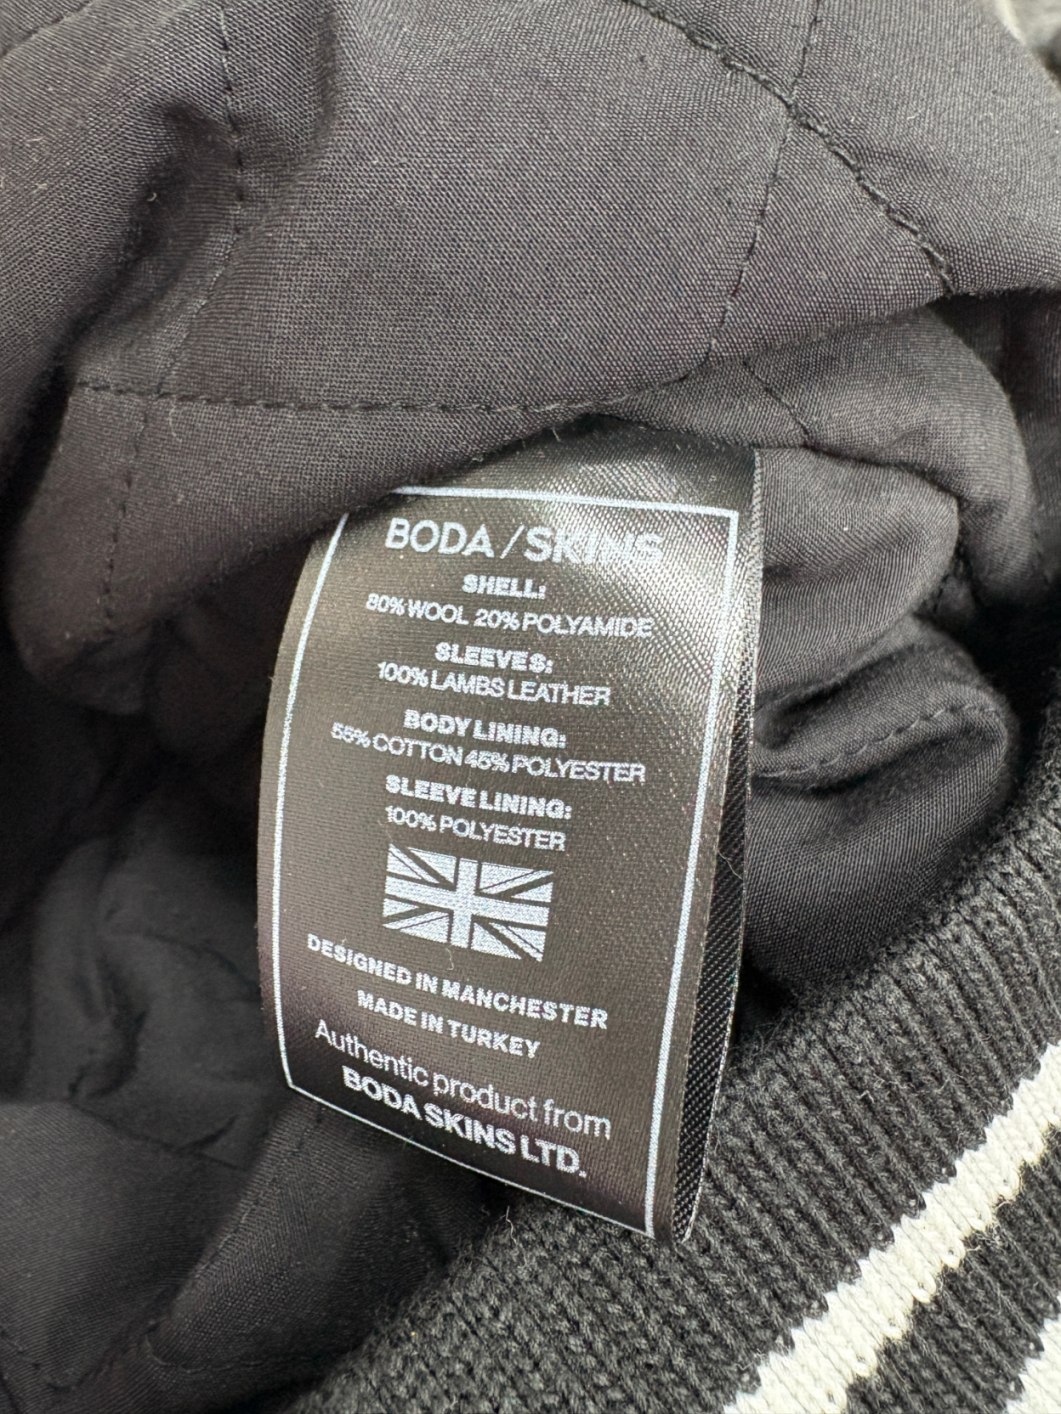 BODA/SKINS
SHELL:
80% WOOL 20% POLYAMIDE
SLEEVES:
100% LAMBS LEATHER
BODY LINING:
55% COTTON 45% POLYESTER
SLEEVE LINING:
100% POLYESTER
DESIGNED IN MANCHESTER
MADE IN TURKEY
Authentic product from
BODA SKINS LTD.